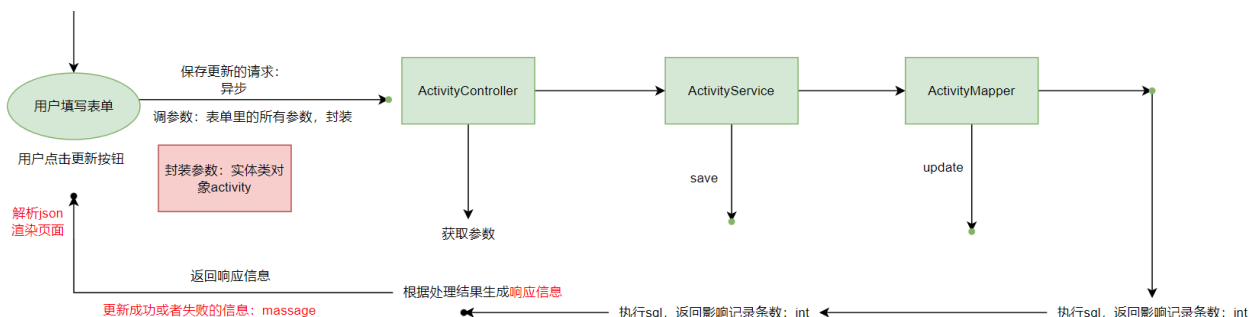 保存更新的请求：
异步
用户填写表单
调参数：表单里的所有参数，封装
ActivityController
ActivityService
ActivityMapper
用户点击更新按钮
封装参数：实体类对
象activity
save
update
解析json
渲染页面
获取参数
返回响应信息
根据处理结果生成响应信息
更新成功或者失败的信息：massage
执行sql，返回影响记录条数：int
执行sql，返回影响记录条数：int